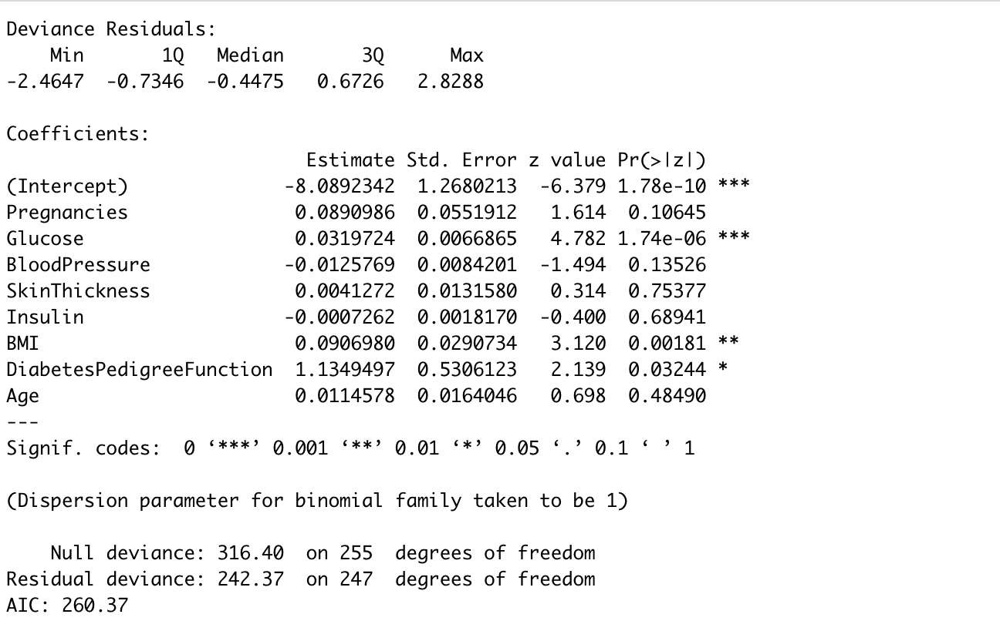 Deviance Residuals:
    Min       1Q   Median       3Q      Max
-2.4647  -0.7346  -0.4475   0.6726   2.8288

Coefficients:
                           Estimate Std. Error z value Pr(>|z|)
(Intercept)              -8.0892342  1.2680213  -6.379 1.78e-10 ***
Pregnancies               0.0890986  0.0551912   1.614  0.10645
Glucose                   0.0319724  0.0066865   4.782 1.74e-06 ***
BloodPressure            -0.0125769  0.0084201  -1.494  0.13526
SkinThickness             0.0041272  0.0131580   0.314  0.75377
Insulin                  -0.0007262  0.0018170  -0.400  0.68941
BMI                       0.0906980  0.0290734   3.120  0.00181 **
DiabetesPedigreeFunction  1.1349497  0.5306123   2.139  0.03244 *
Age                       0.0114578  0.0164046   0.698  0.48490
---
Signif. codes:  0 ‘***’ 0.001 ‘**’ 0.01 ‘*’ 0.05 ‘.’ 0.1 ‘ ’ 1

(Dispersion parameter for binomial family taken to be 1)

    Null deviance: 316.40  on 255  degrees of freedom
Residual deviance: 242.37  on 247  degrees of freedom
AIC: 260.37